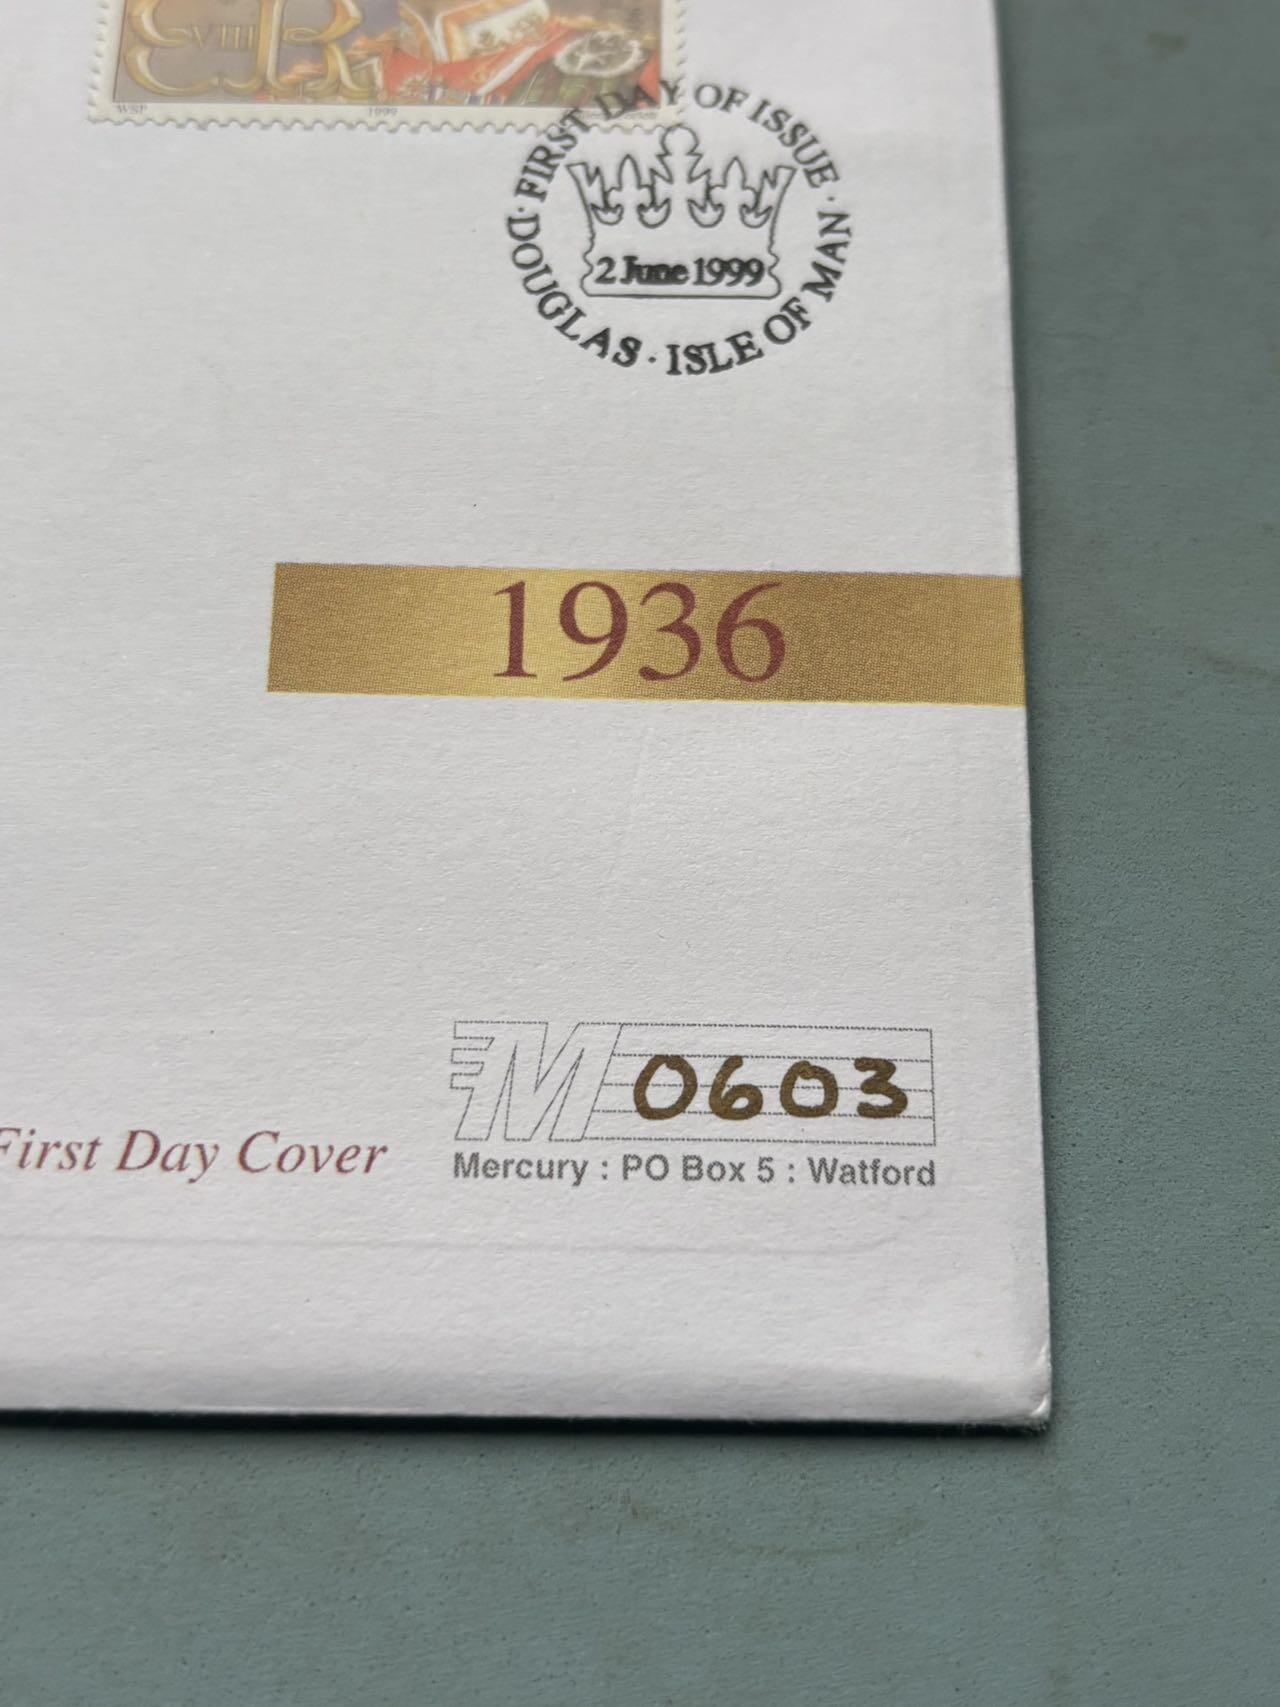 VIII
WSP
1999
· FIRST DAY OF ISSUE ·
DOUGLAS · ISLE OF MAN
2 June 1999
1936
M
0603
First Day Cover
Mercury : PO Box 5 : Watford